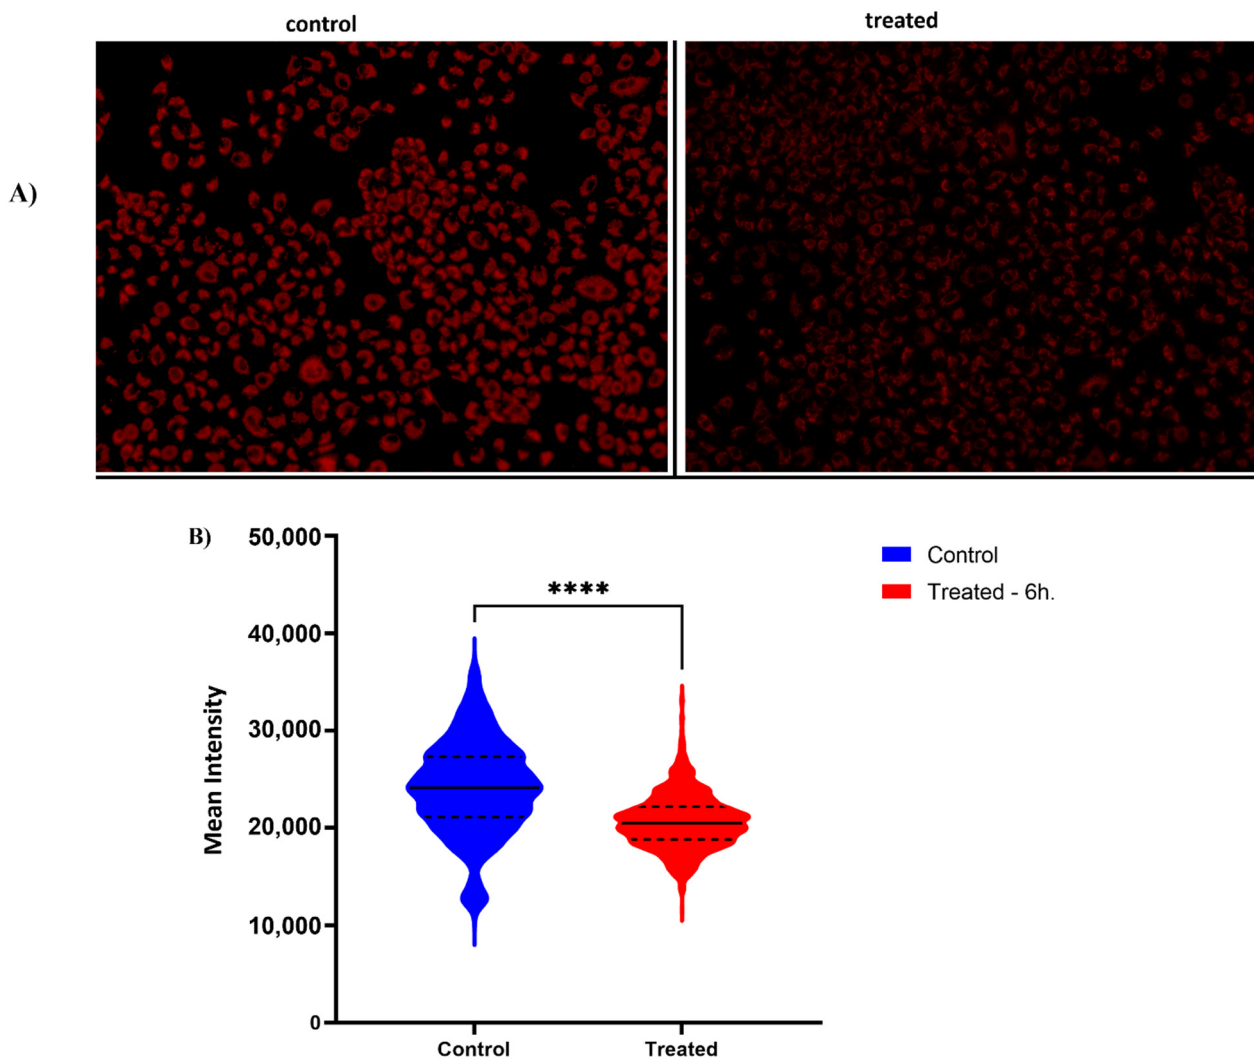 control
treated
A)
B)
50,000
Control
Treated - 6h.
****
40,000
30,000
Mean Intensity
20,000
10,000
0
Control
Treated